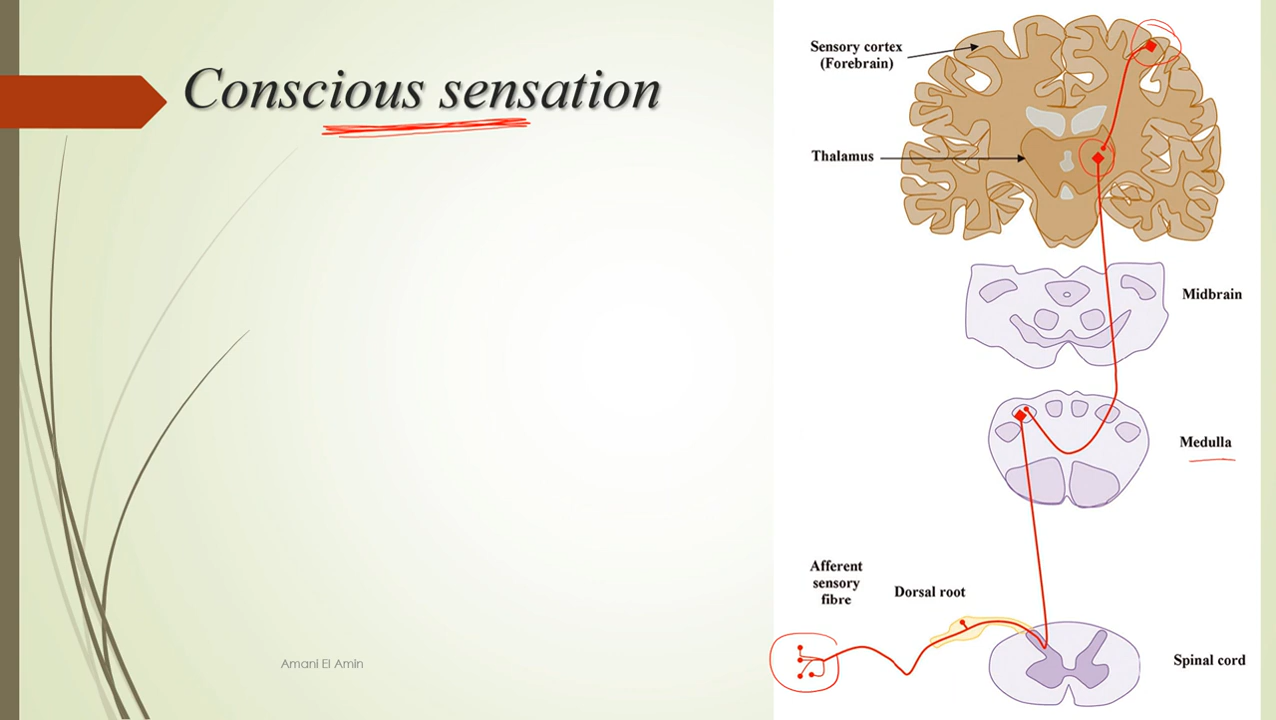 Conscious sensation
Sensory cortex
(Forebrain)
Thalamus
Midbrain
Medulla
Afferent
sensory
fibre
Dorsal root
Spinal cord
Amani El Amin